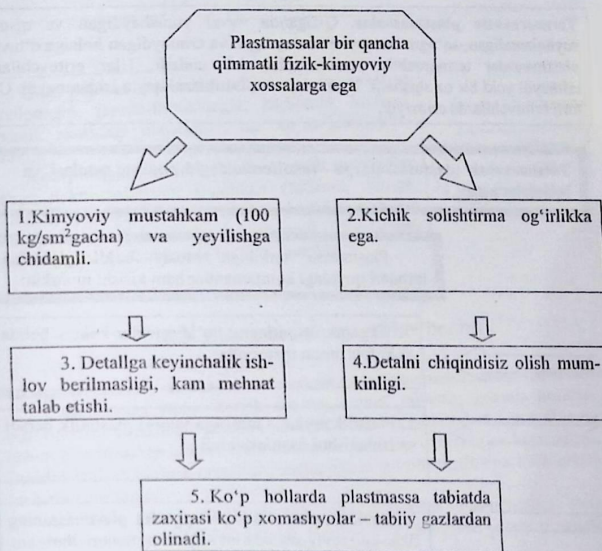 Plastmassalar bir qancha
qimmatli fizik-kimyoviy
xossalarga ega
1.Kimyoviy mustahkam (100
kg/sm²gacha) va yeyilishga
chidamli.
2.Kichik solishtirma og‘irlikka
ega.
3. Detallga keyinchalik ish-
lov berilmasligi, kam mehnat
talab etishi.
4.Detalni chiqindisiz olish mum-
kinligi.
5. Ko‘p hollarda plastmassa tabiatda
zaxirasi ko‘p xomashyolar – tabiiy gazlardan
olinadi.